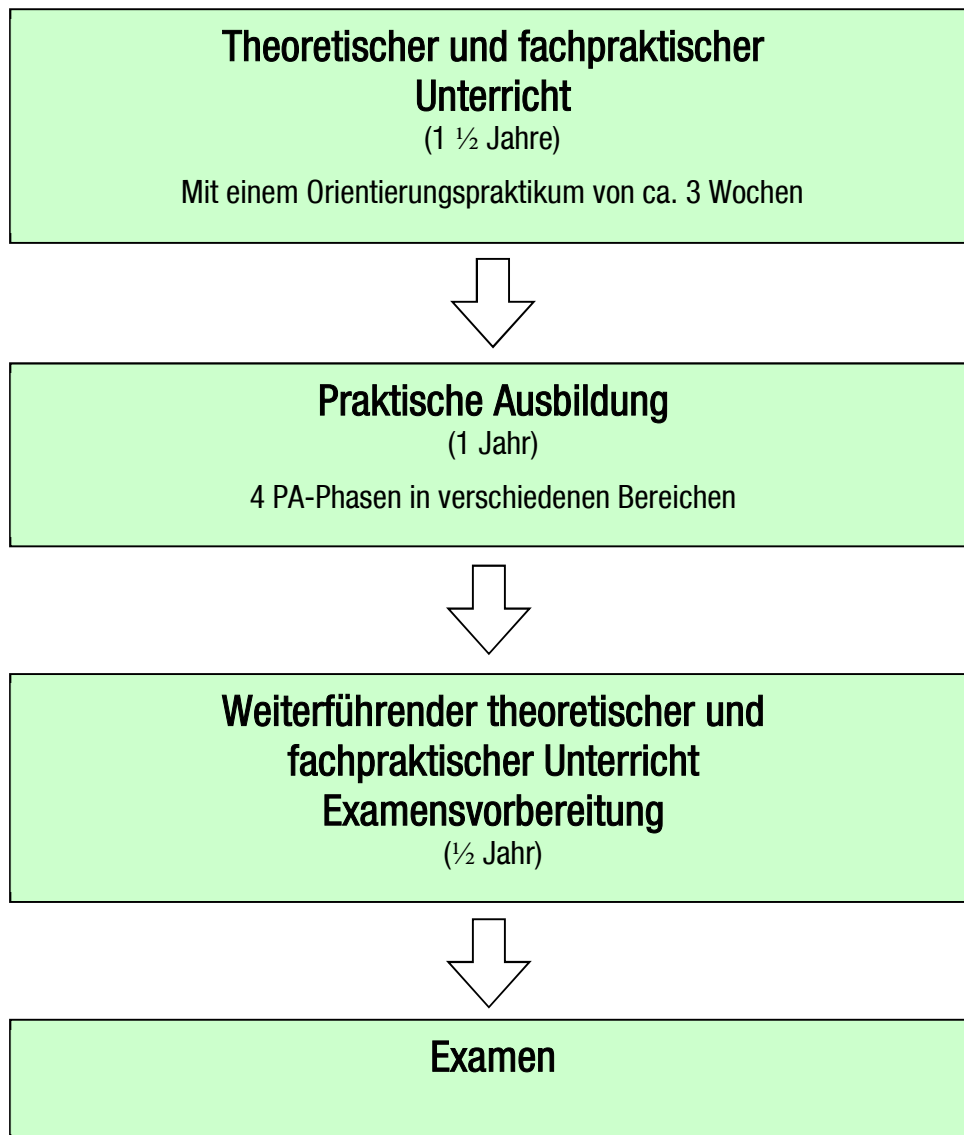 Theoretischer und fachpraktischer
Unterricht
(1 ½ Jahre)
Mit einem Orientierungspraktikum von ca. 3 Wochen
Praktische Ausbildung
(1 Jahr)
4 PA-Phasen in verschiedenen Bereichen
Weiterführender theoretischer und
fachpraktischer Unterricht
Examensvorbereitung
(½ Jahr)
Examen